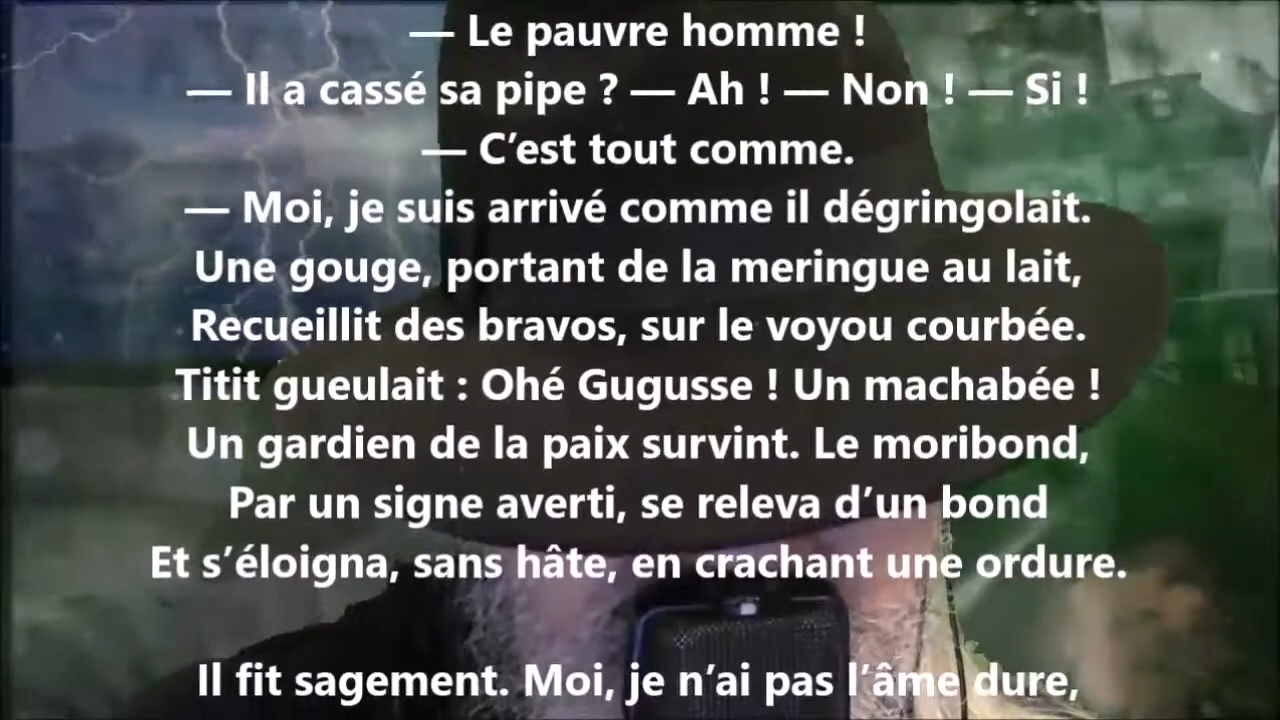 — Le pauvre homme !
— Il a cassé sa pipe ? — Ah ! — Non ! — Si !
— C’est tout comme.
— Moi, je suis arrivé comme il dégringolait.
Une gouge, portant de la meringue au lait,
Recueillit des bravos, sur le voyou courbée.
Titit gueulait : Ohé Gugusse ! Un machabée !
Un gardien de la paix survint. Le moribond,
Par un signe averti, se releva d’un bond
Et s’éloigna, sans hâte, en crachant une ordure.
Il fit sagement. Moi, je n’ai pas l’âme dure,